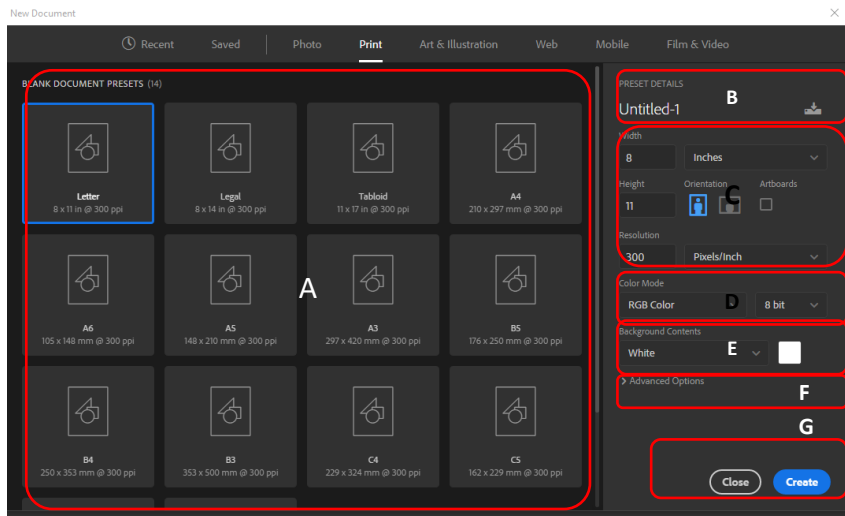 New Document
Recent Saved Photo Print Art & Illustration Web Mobile Film & Video
BLANK DOCUMENT PRESETS (14)
Letter
8 x 11 in @ 300 ppi
Legal
8 x 14 in @ 300 ppi
Tabloid
11 x 17 in @ 300 ppi
A4
210 x 297 mm @ 300 ppi
A6
105 x 148 mm @ 300 ppi
A5
148 x 210 mm @ 300 ppi
A3
297 x 420 mm @ 300 ppi
B5
176 x 250 mm @ 300 ppi
B4
250 x 353 mm @ 300 ppi
B3
353 x 500 mm @ 300 ppi
C4
229 x 324 mm @ 300 ppi
C5
162 x 229 mm @ 300 ppi
A
PRESET DETAILS
Untitled-1
B
Width
8 Inches
Height Orientation Artboards
11
C
Resolution
300 Pixels/Inch
Color Mode
RGB Color 8 bit
D
Background Contents
White
E
Advanced Options
F
G
Close Create